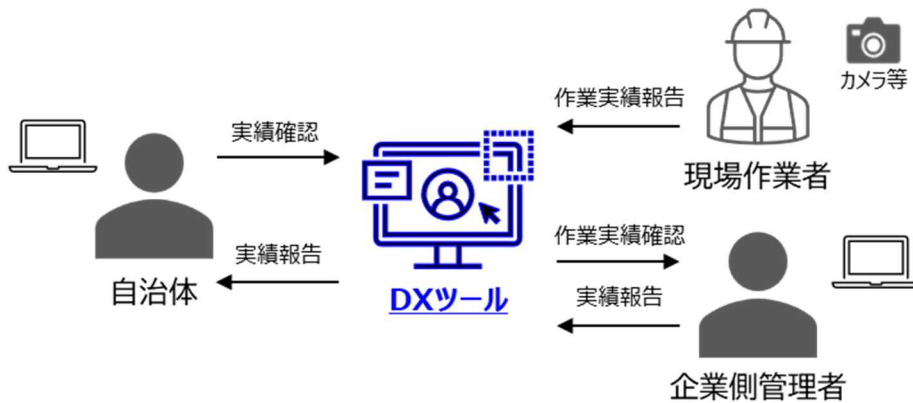 カメラ等
作業実績報告
実績確認
現場作業者
作業実績確認
実績報告
自治体
DXツール
実績報告
企業側管理者